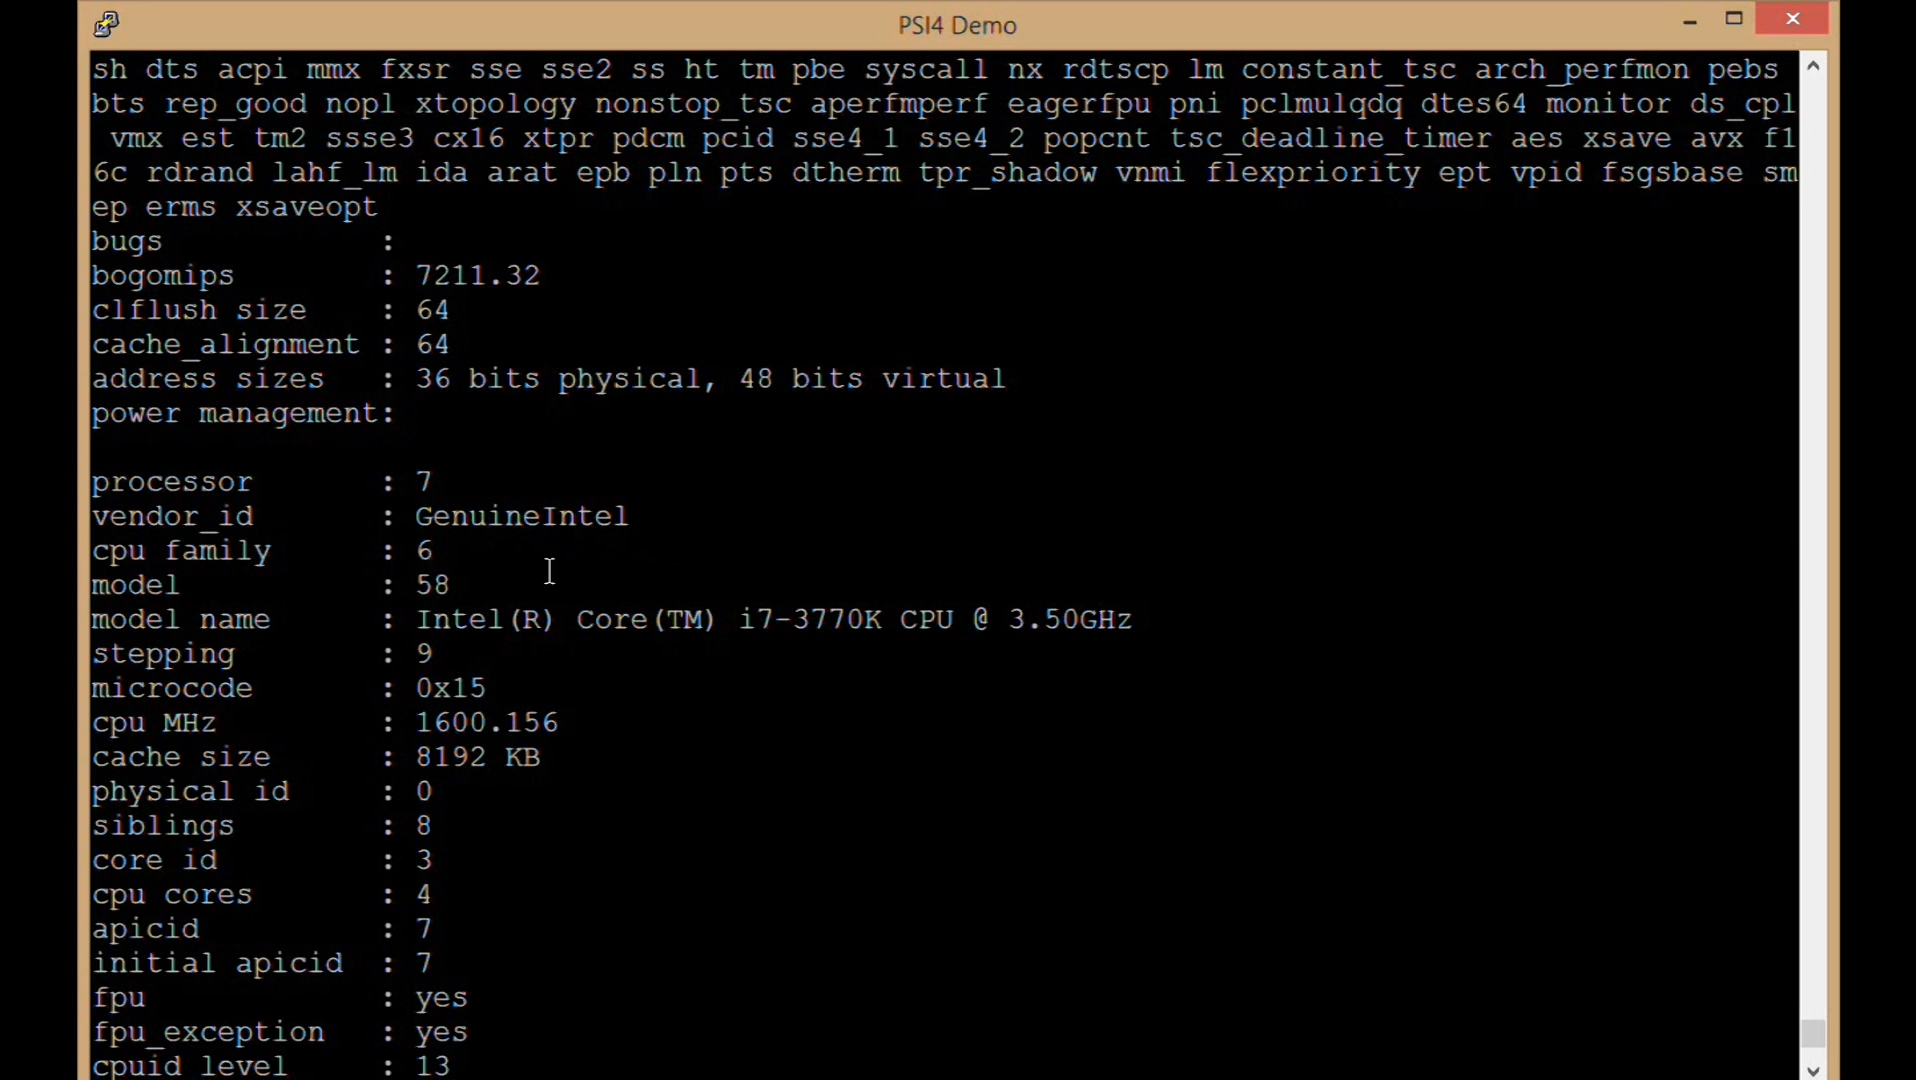 PSI4 Demo
sh dts acpi mmx fxsr sse sse2 ss ht tm pbe syscall nx rdtscp lm constant_tsc arch_perfmon pebs
bts rep_good nopl xtopology nonstop_tsc aperfmperf eagerfpu pni pclmulqdq dtes64 monitor ds_cpl
vmx est tm2 ssse3 cx16 xtpr pdcm pcid sse4_1 sse4_2 popcnt tsc_deadline_timer aes xsave avx f1
6c rdrand lahf_lm ida arat epb pln pts dtherm tpr_shadow vnmi flexpriority ept vpid fsgsbase sm
ep erms xsaveopt
bugs :
bogomips : 7211.32
clflush size : 64
cache_alignment : 64
address sizes : 36 bits physical, 48 bits virtual
power management:
processor : 7
vendor_id : GenuineIntel
cpu family : 6
model : 58
model name : Intel(R) Core(TM) i7-3770K CPU @ 3.50GHz
stepping : 9
microcode : 0x15
cpu MHz : 1600.156
cache size : 8192 KB
physical id : 0
siblings : 8
core id : 3
cpu cores : 4
apicid : 7
initial apicid : 7
fpu : yes
fpu_exception : yes
cpuid level : 13